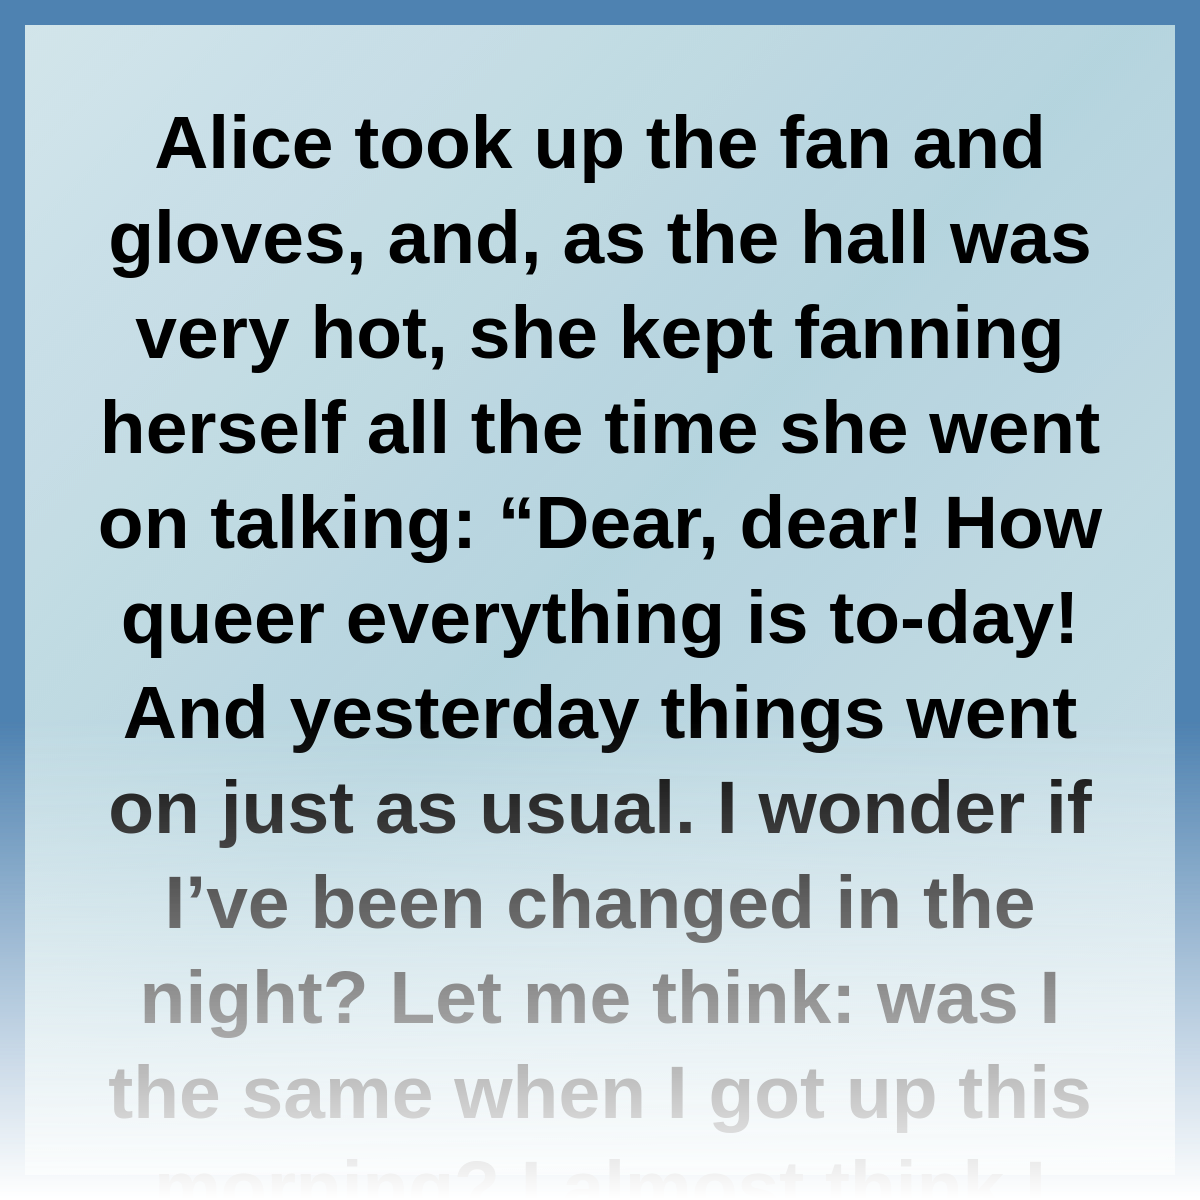 Alice took up the fan and
gloves, and, as the hall was
very hot, she kept fanning
herself all the time she went
on talking: “Dear, dear! How
queer everything is to-day!
And yesterday things went
on just as usual. I wonder if
I’ve been changed in the
night? Let me think: was I
the same when I got up this
morning? I almost think I